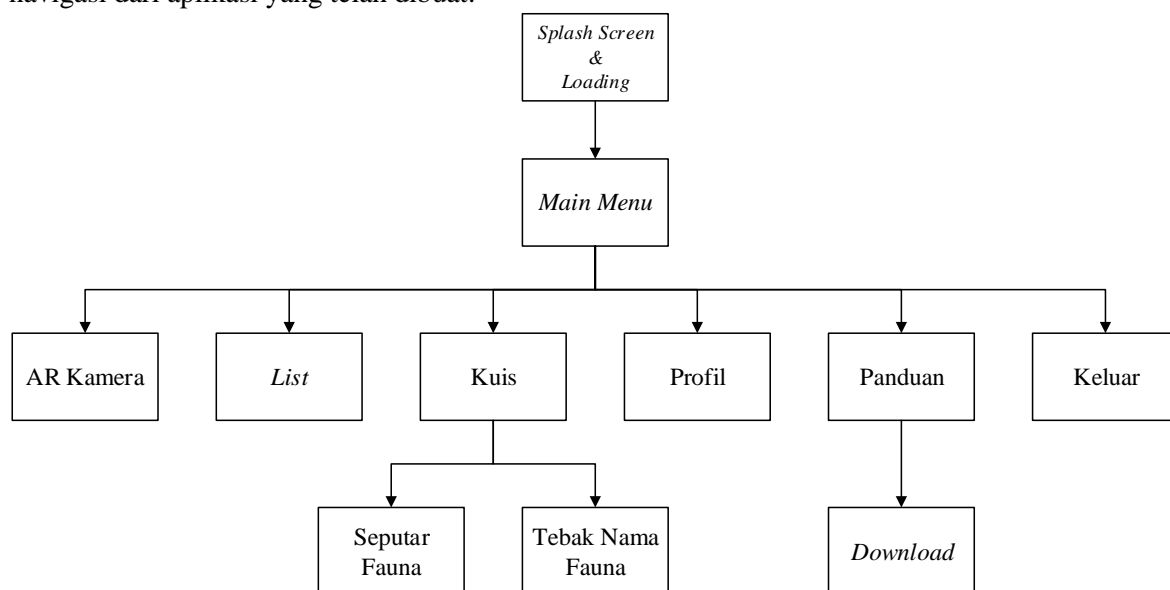 navigasi dari aplikasi yang telah dibuat.
Splash Screen
&
Loading
Main Menu
AR Kamera
List
Kuis
Profil
Panduan
Keluar
Seputar
Fauna
Tebak Nama
Fauna
Download